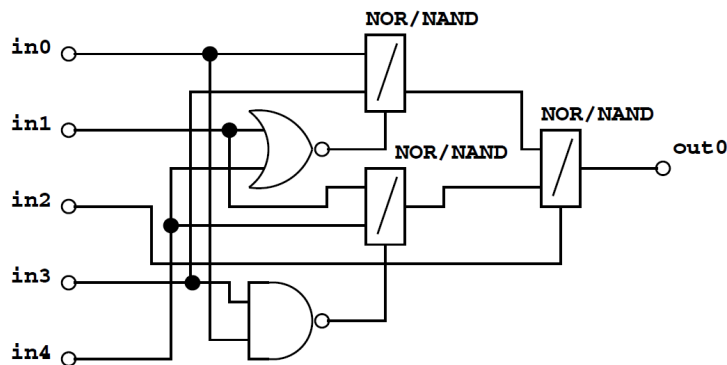 NOR/NAND
in0
NOR/NAND
in1
out0
NOR/NAND
in2
in3
in4